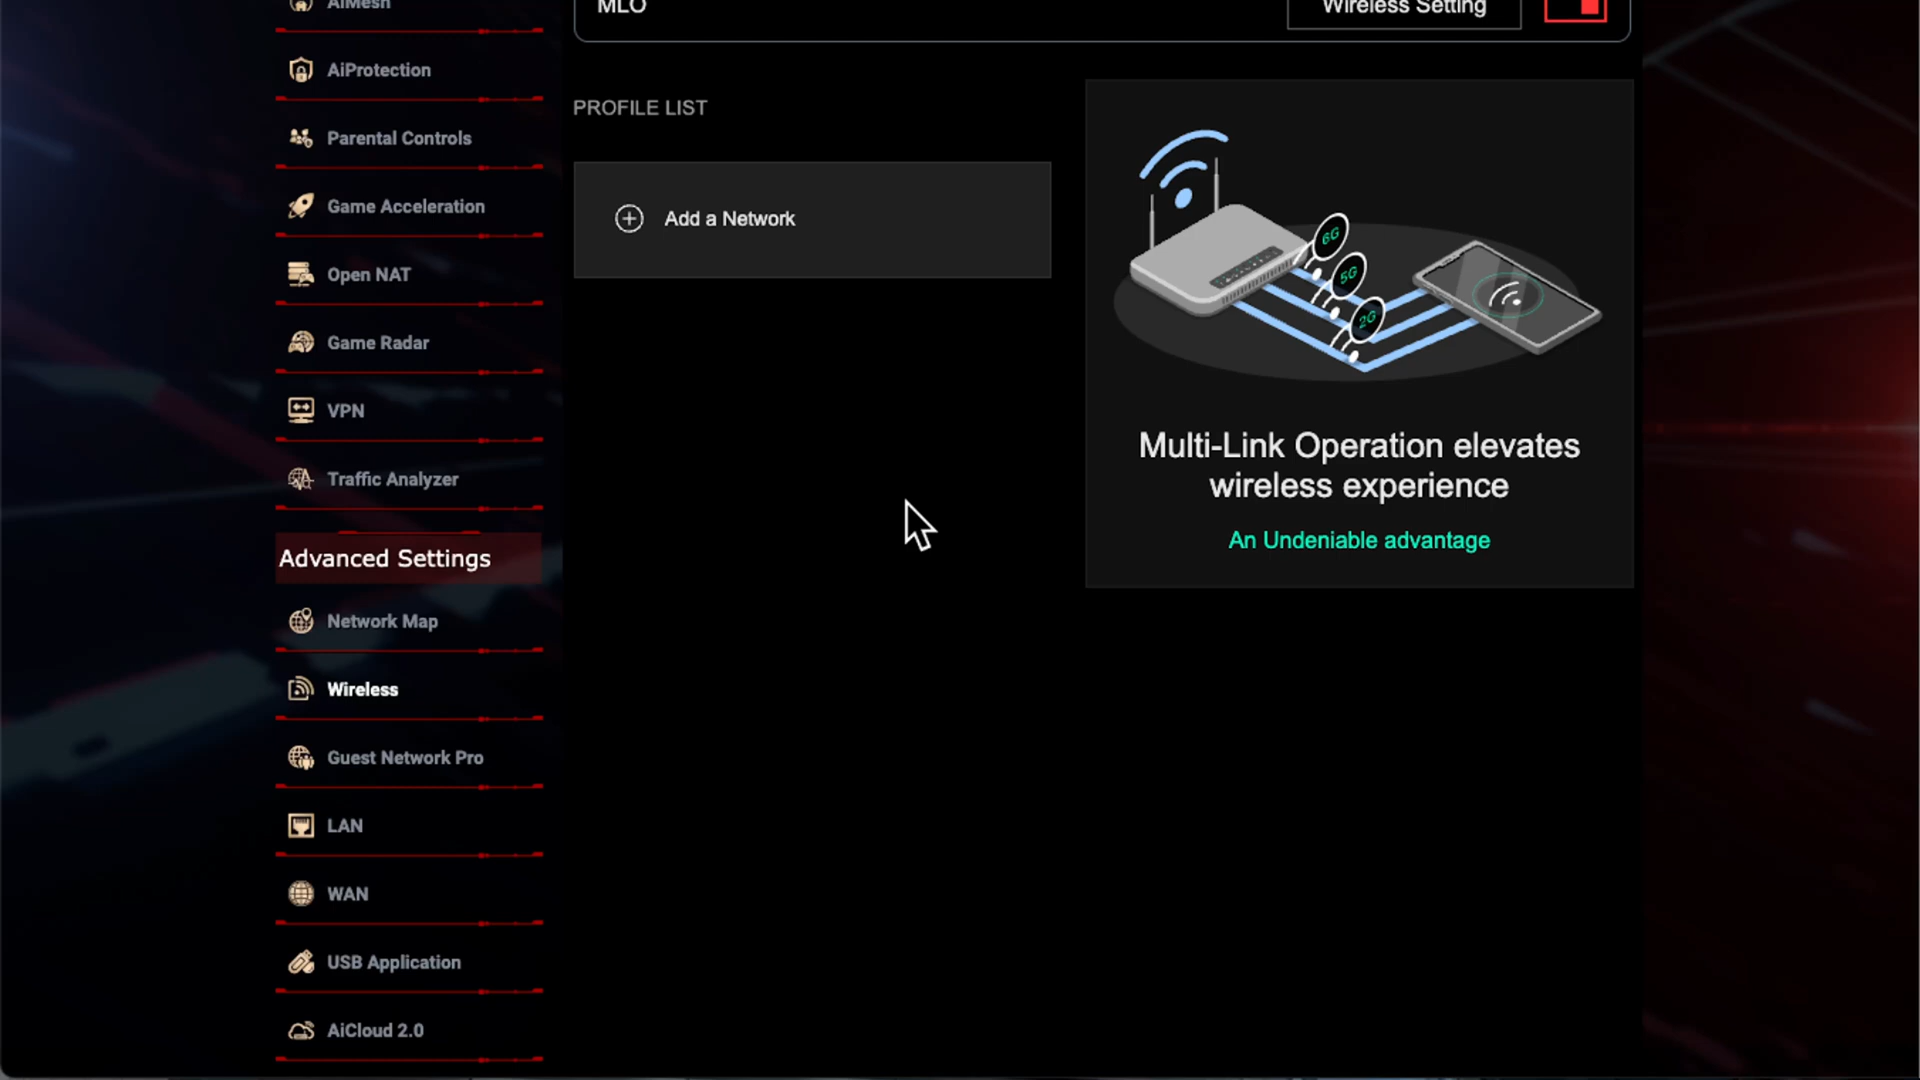 AiMesh
AiProtection
Parental Controls
Game Acceleration
Open NAT
Game Radar
VPN
Traffic Analyzer
Advanced Settings
Network Map
Wireless
Guest Network Pro
LAN
WAN
USB Application
AiCloud 2.0
MLO
Wireless Setting
PROFILE LIST
Add a Network
6G
5G
2G
Multi-Link Operation elevates
wireless experience
An Undeniable advantage